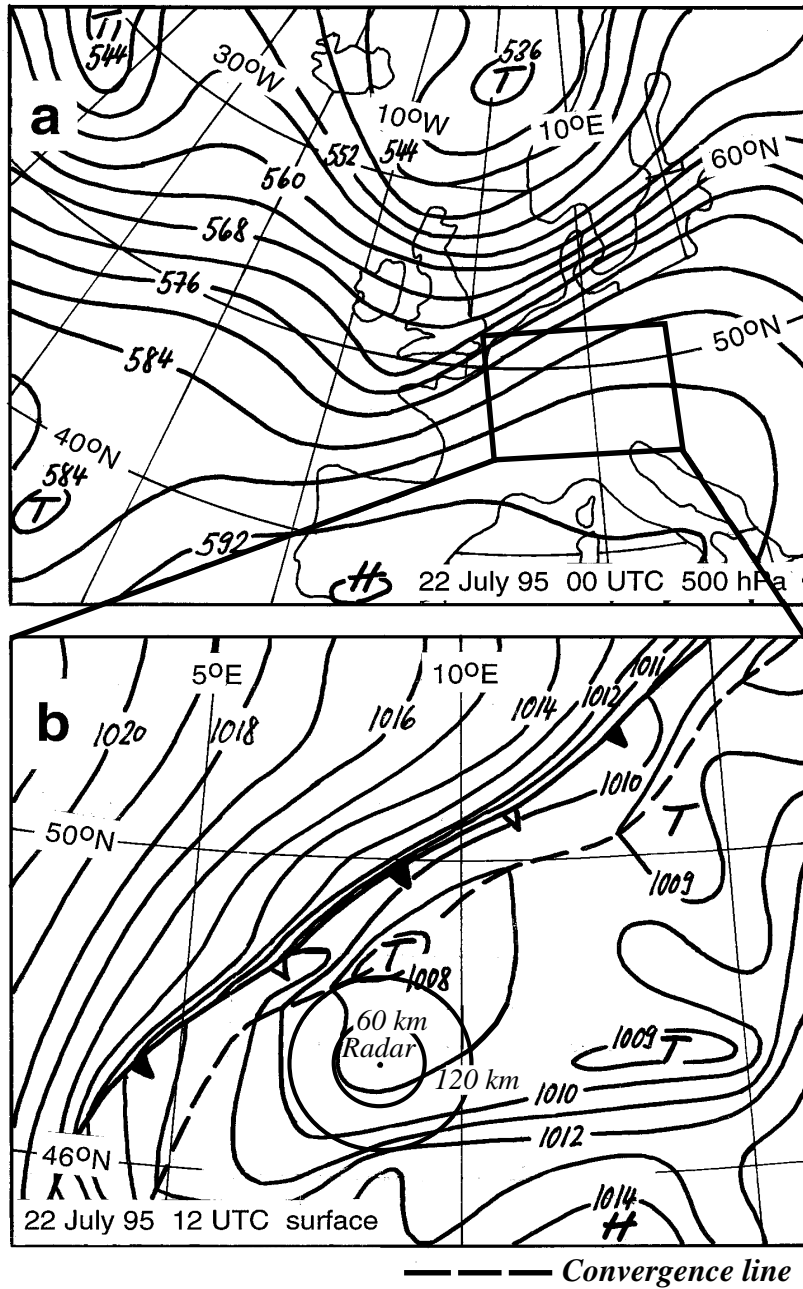 T
544
536
T
a
30°W
10°W
10°E
552
544
60°N
560
568
576
50°N
584
40°N
584
T
592
H
22 July 95 00 UTC 500 hPa
5°E
10°E
1011
1012
b
1020
1018
1016
1014
1010
50°N
T
1009
T
1008
60 km
Radar
1009
T
120 km
1010
1012
46°N
1014
H
22 July 95 12 UTC surface
Convergence line